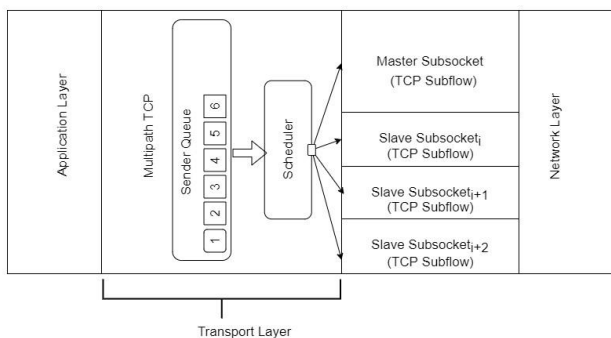 Application Layer
Multipath TCP
Sender Queue
6
5
4
3
2
1
Scheduler
Master Subsocket
(TCP Subflow)
Slave Subsocketi
(TCP Subflow)
Slave Subsocketi+1
(TCP Subflow)
Slave Subsocketi+2
(TCP Subflow)
Network Layer
Transport Layer